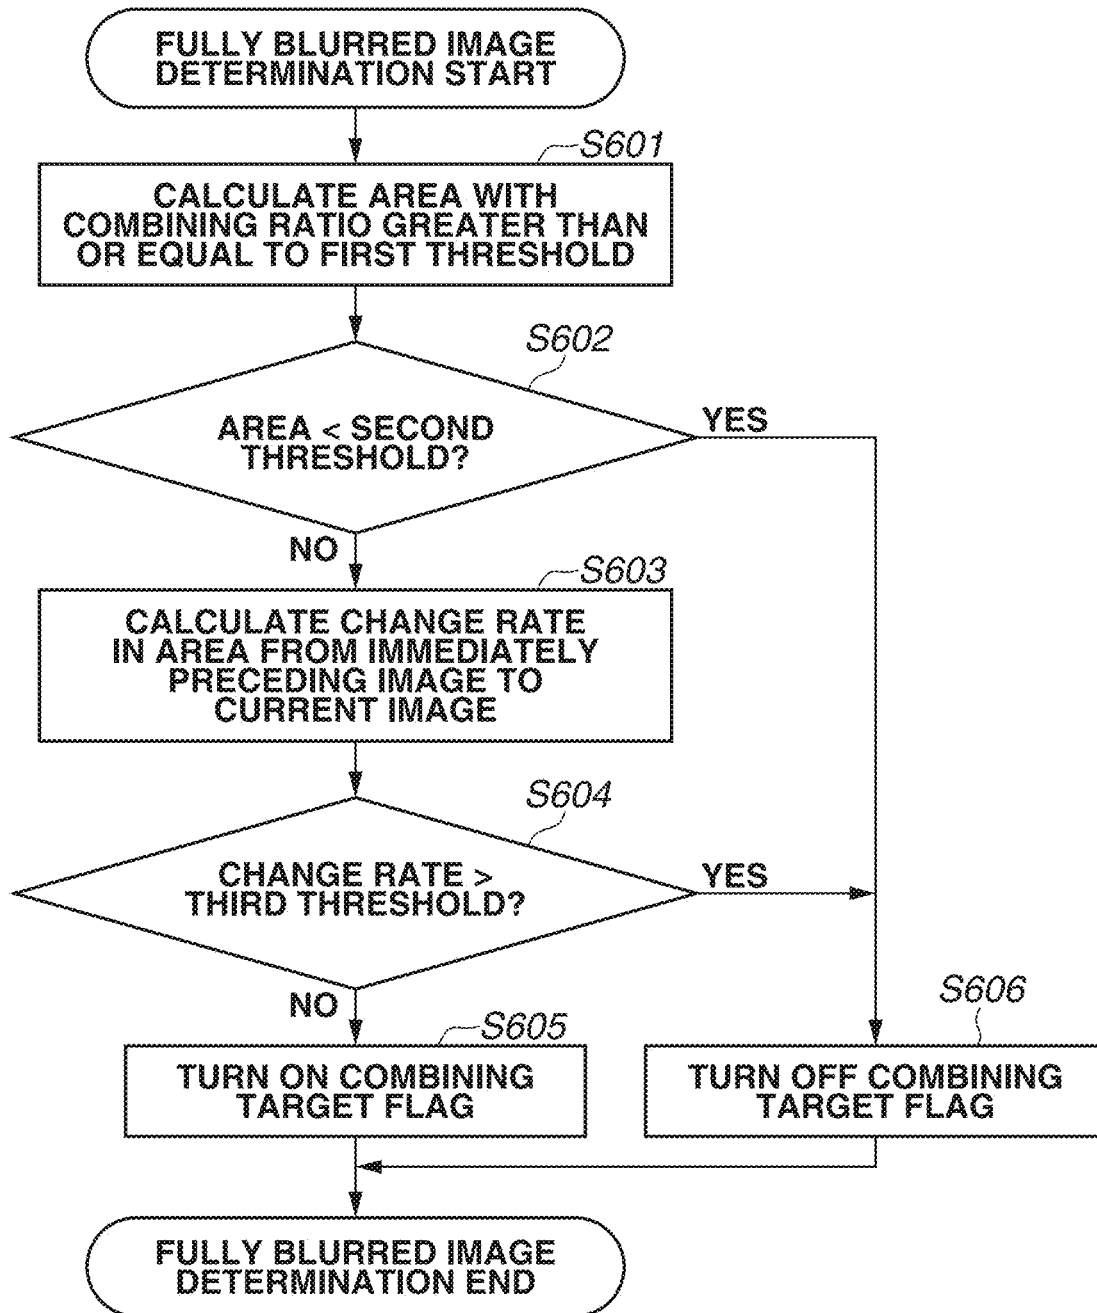 FULLY BLURRED IMAGE
DETERMINATION START
S601
CALCULATE AREA WITH
COMBINING RATIO GREATER THAN
OR EQUAL TO FIRST THRESHOLD
S602
AREA < SECOND
THRESHOLD?
YES
NO
S603
CALCULATE CHANGE RATE
IN AREA FROM IMMEDIATELY
PRECEDING IMAGE TO
CURRENT IMAGE
S604
CHANGE RATE >
THIRD THRESHOLD?
YES
NO
S605
TURN ON COMBINING
TARGET FLAG
S606
TURN OFF COMBINING
TARGET FLAG
FULLY BLURRED IMAGE
DETERMINATION END